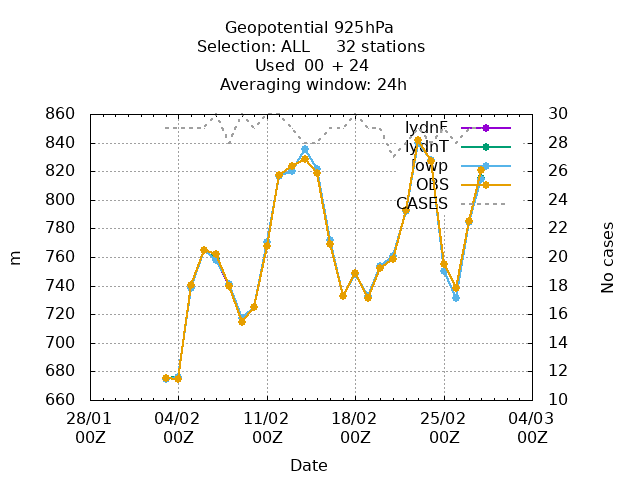 Geopotential 925hPa
Selection: ALL 32 stations
Used 00 + 24
Averaging window: 24h
860 30
840 28
820 26
800 24
780 22
760 20
740 18
720 16
700 14
680 12
660 10
lydnF
lydnT
owp
OBS
CASES
m
No cases
28/01 04/02 11/02 18/02 25/02 04/03
00Z 00Z 00Z 00Z 00Z 00Z
Date